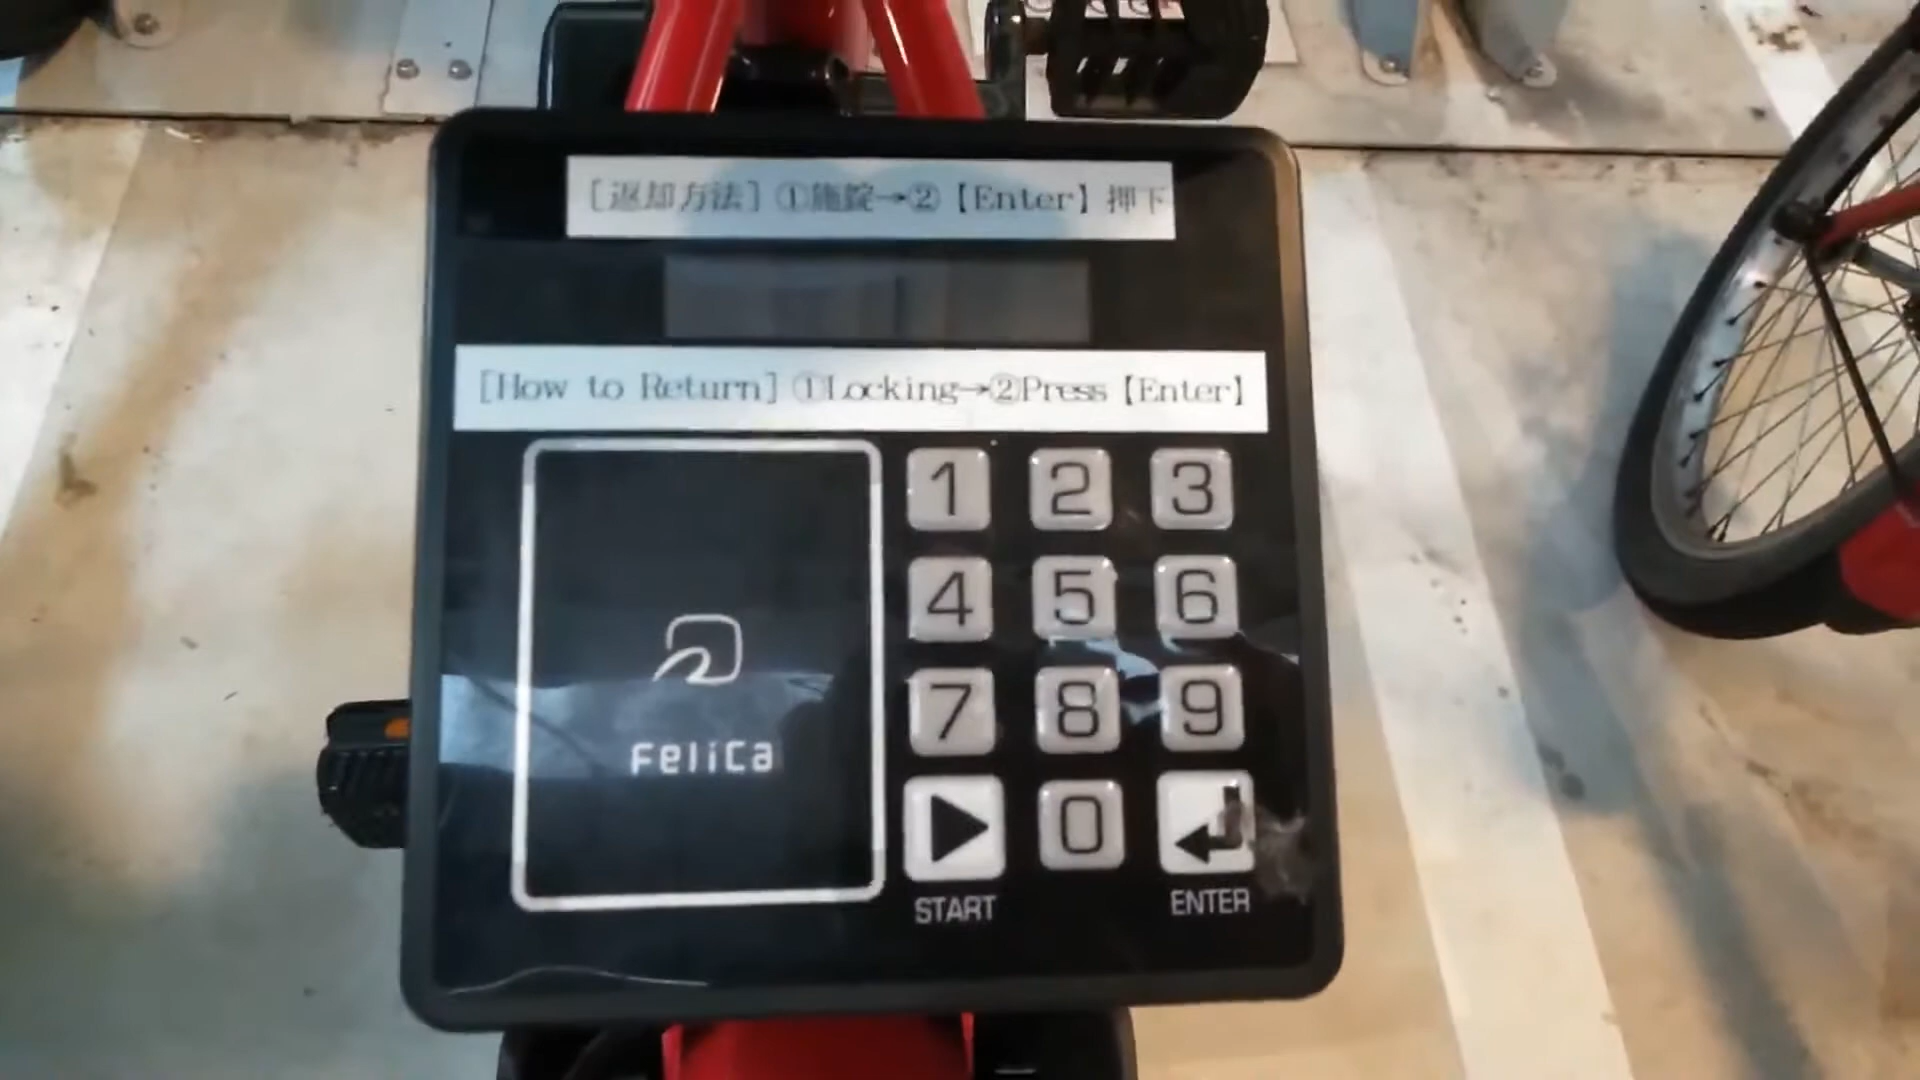 [返却方法] ①施錠→②【Enter】押下
[How to Return] ①Locking→②Press【Enter】
1 2 3
4 5 6
7 8 9
0
FeliCa
START
ENTER